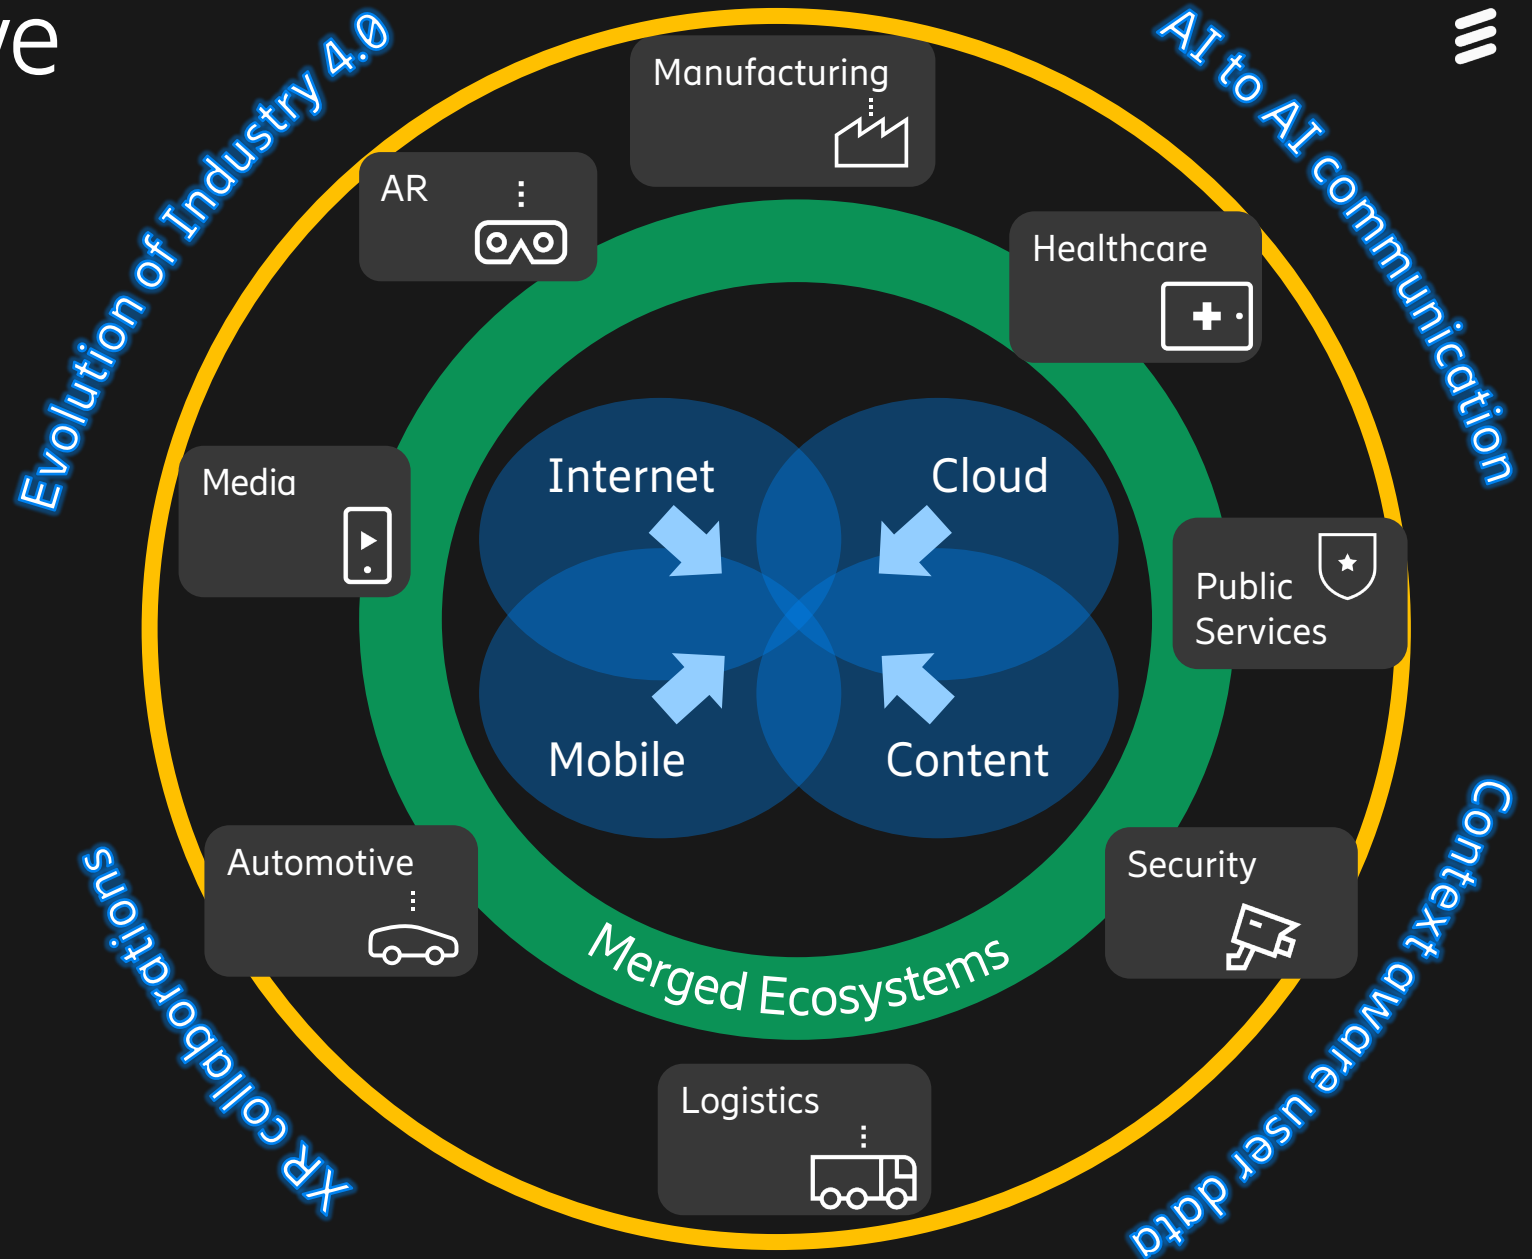 ve
Evolution of Industry 4.0
AI to AI communication
Manufacturing
AR
Healthcare
Media
Internet
Cloud
Public
Services
Mobile
Content
Automotive
Security
Merged Ecosystems
Logistics
XR collaborations
Context aware user data